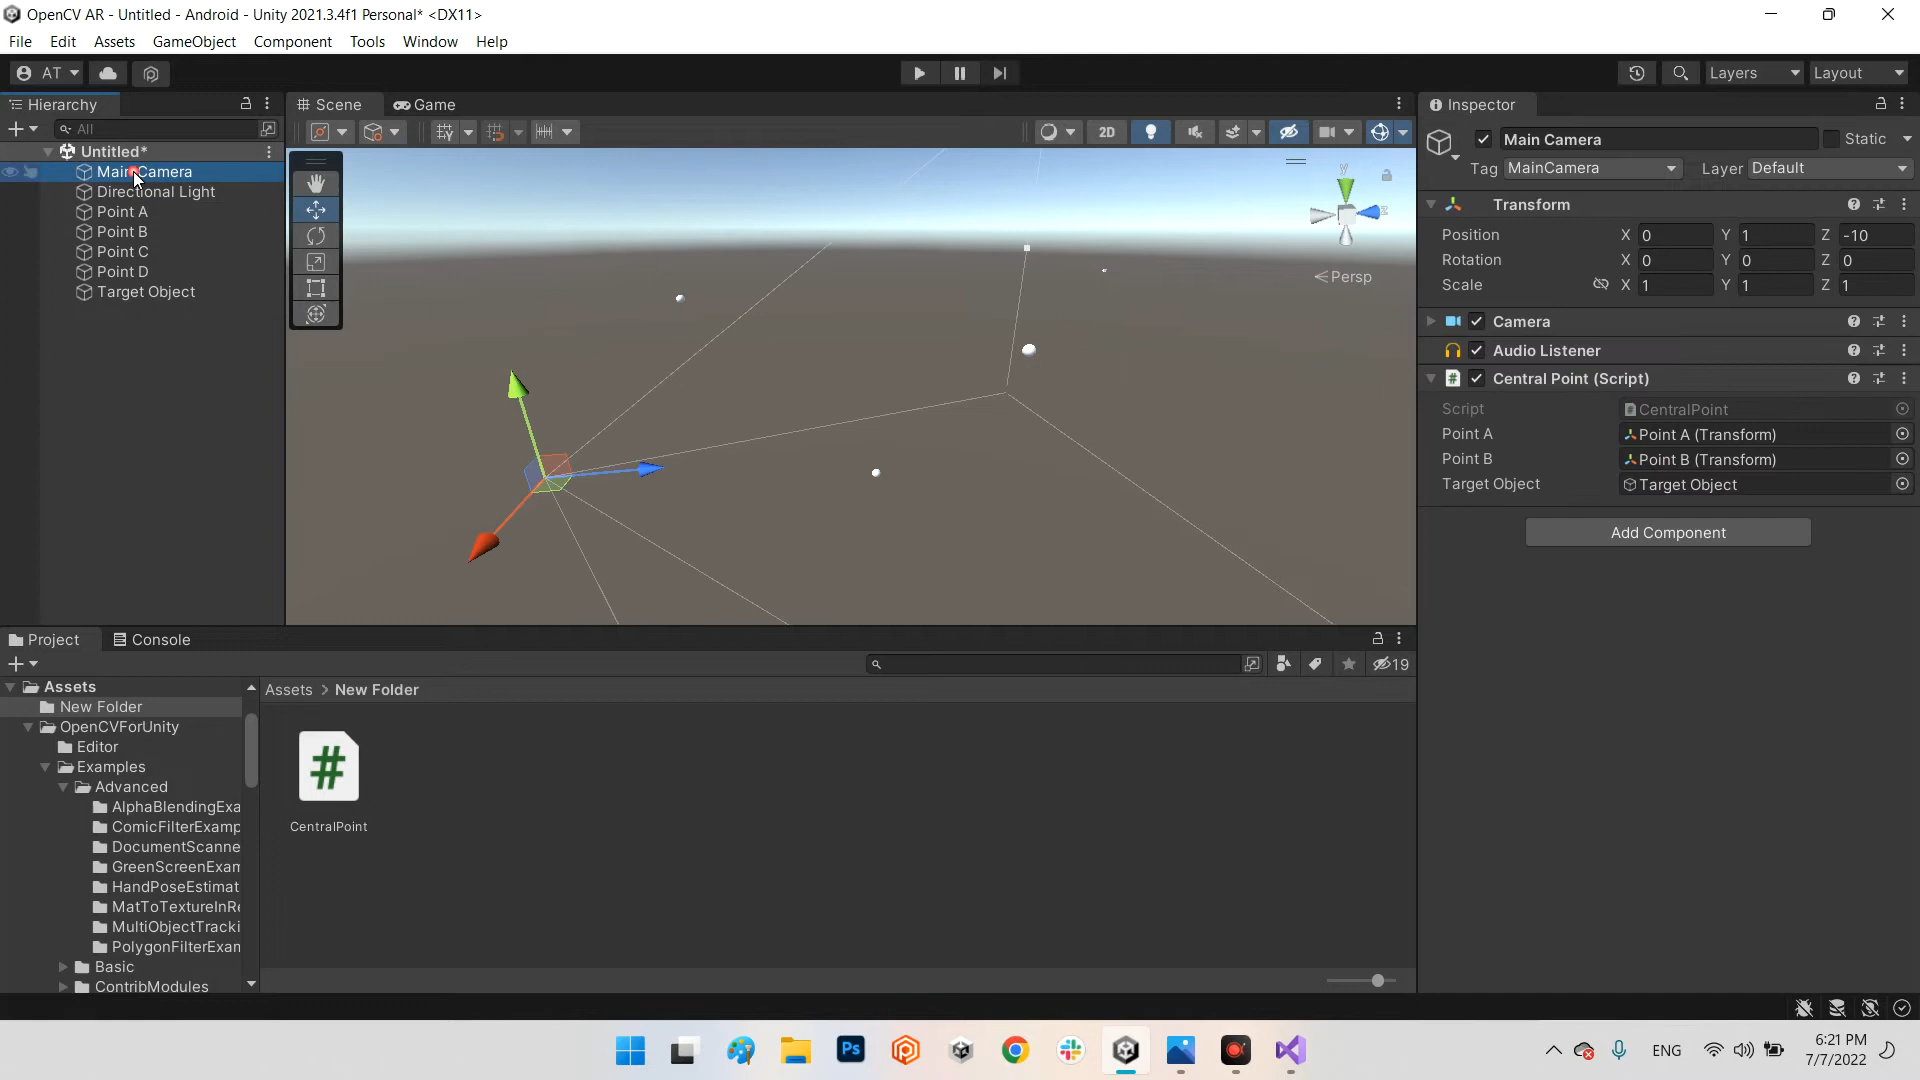 OpenCV AR - Untitled - Android - Unity 2021.3.4f1 Personal* <DX11>
File Edit Assets GameObject Component Tools Window Help
AT Layers Layout
Hierarchy
All
Untitled*
Main Camera
Directional Light
Point A
Point B
Point C
Point D
Target Object
Scene Game
2D
y
z
Persp
Inspector
Main Camera Static
Tag MainCamera Layer Default
Transform
Position X 0 Y 1 Z -10
Rotation X 0 Y 0 Z 0
Scale X 1 Y 1 Z 1
Camera
Audio Listener
# Central Point (Script)
Script CentralPoint
Point A Point A (Transform)
Point B Point B (Transform)
Target Object Target Object
Add Component
Project Console
19
Assets
New Folder
OpenCVForUnity
Editor
Examples
Advanced
AlphaBlendingExa
ComicFilterExamp
DocumentScanne
GreenScreenExam
HandPoseEstimat
MatToTextureInRe
MultiObjectTracki
PolygonFilterExam
Basic
ContribModules
Assets > New Folder
#
CentralPoint
Ps
ENG
6:21 PM
7/7/2022